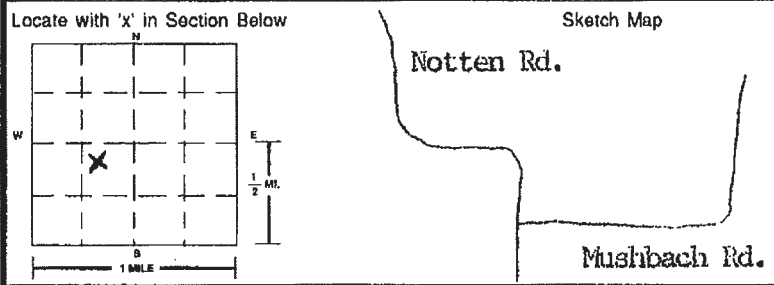 Locate with 'x' in Section Below
Sketch Map
N
Notten Rd.
W
E
X
1/2 MI.
S
1 MILE
Mushbach Rd.